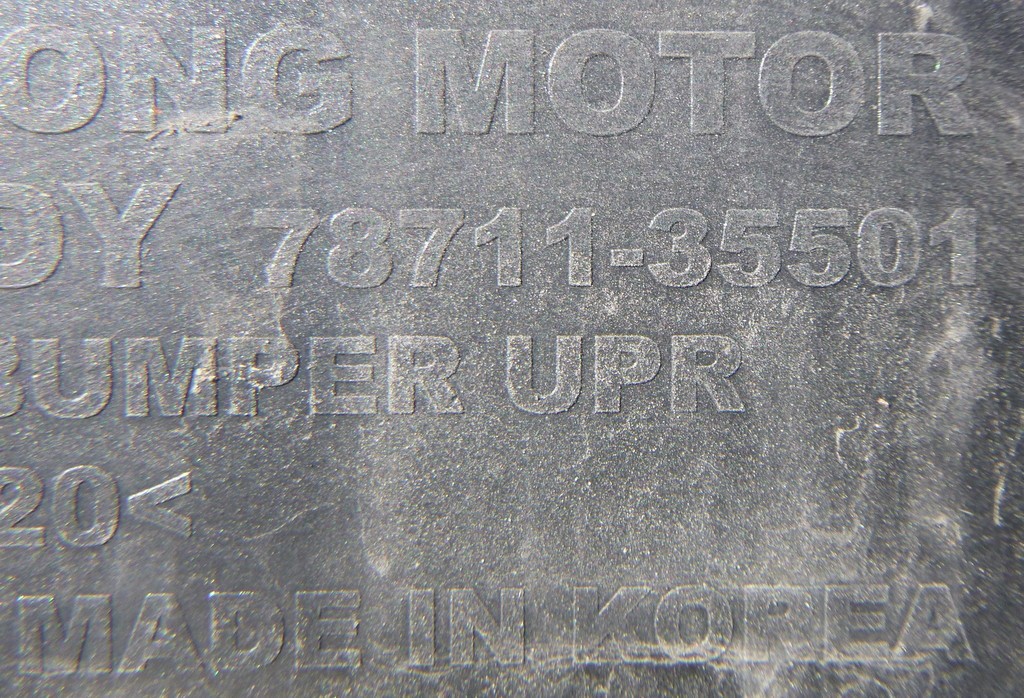 ONG MOTOR
DY 78711-35501
BUMPER UPR
20<
MADE IN KOREA